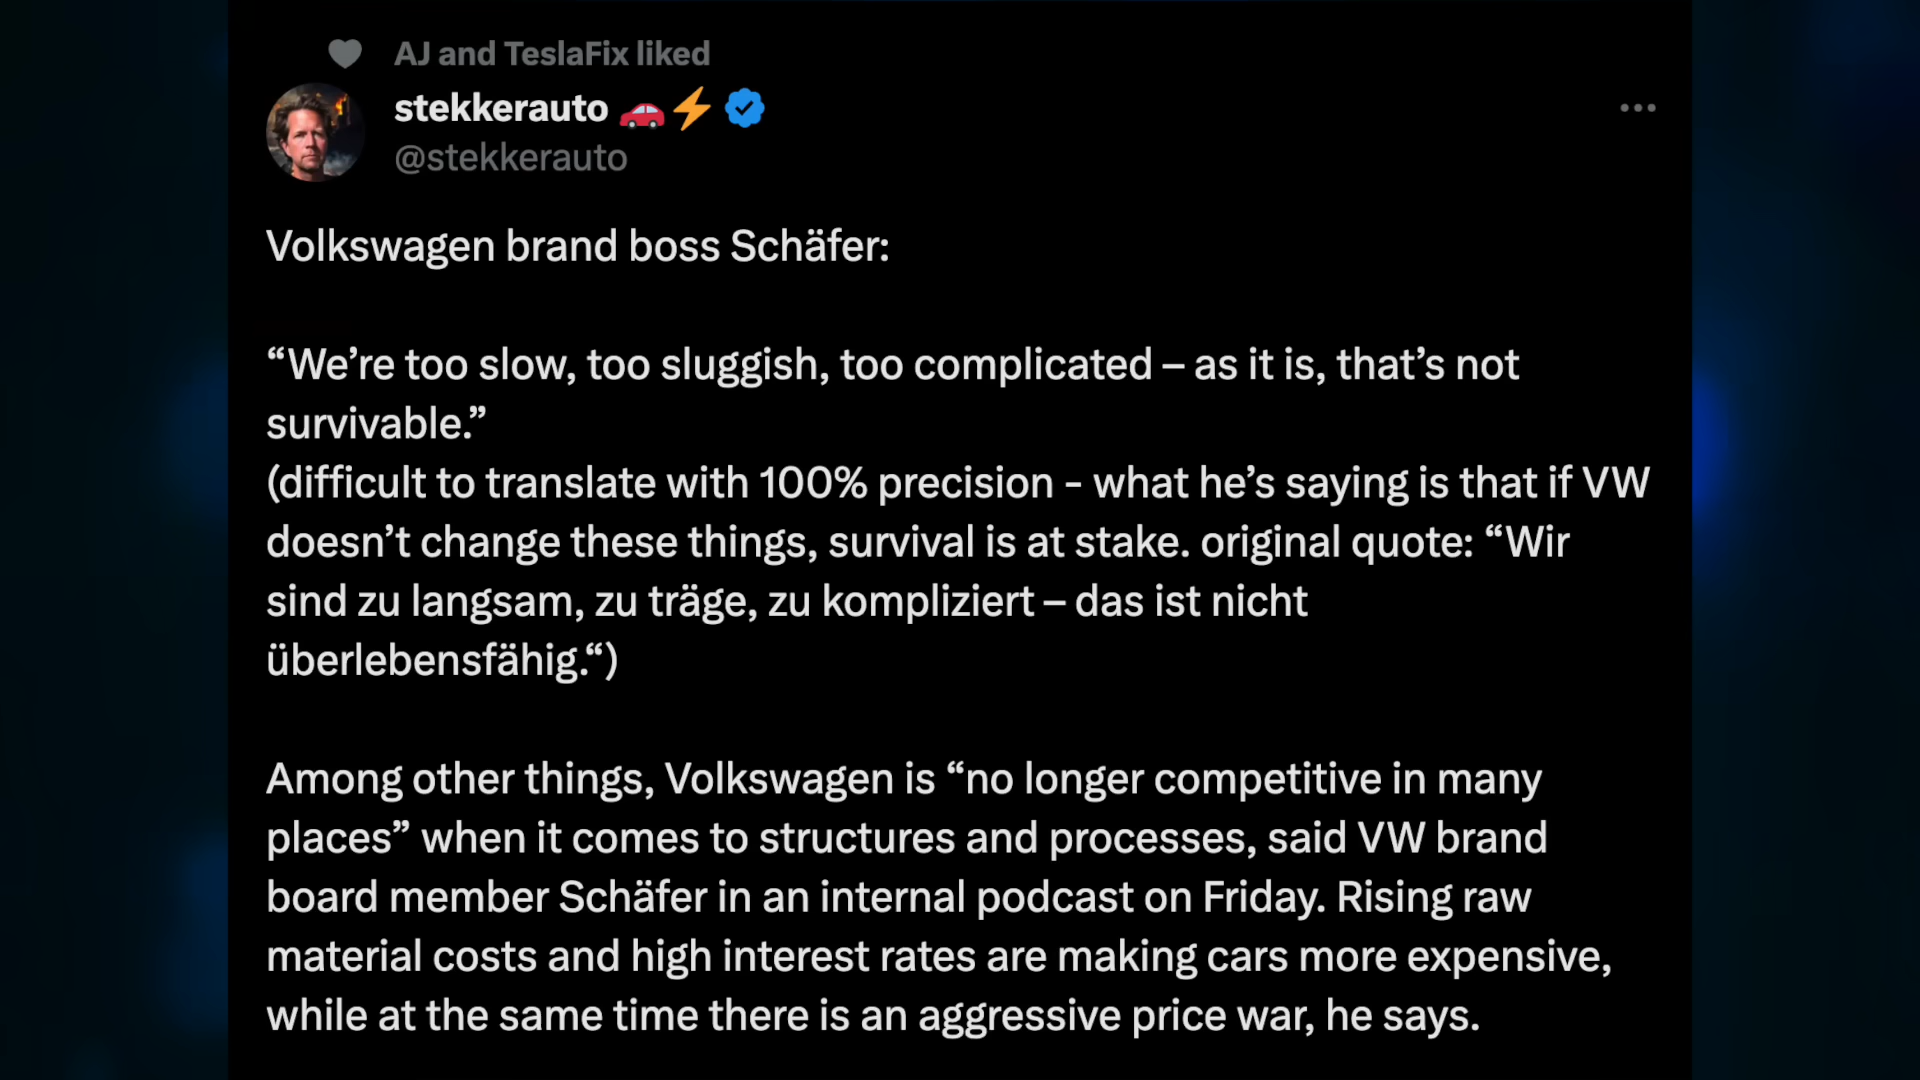 AJ and TeslaFix liked
stekkerauto 🚗⚡
@stekkerauto
Volkswagen brand boss Schäfer:
“We’re too slow, too sluggish, too complicated – as it is, that’s not
survivable.”
(difficult to translate with 100% precision - what he’s saying is that if VW
doesn’t change these things, survival is at stake. original quote: “Wir
sind zu langsam, zu träge, zu kompliziert – das ist nicht
überlebensfähig.“)
Among other things, Volkswagen is “no longer competitive in many
places” when it comes to structures and processes, said VW brand
board member Schäfer in an internal podcast on Friday. Rising raw
material costs and high interest rates are making cars more expensive,
while at the same time there is an aggressive price war, he says.